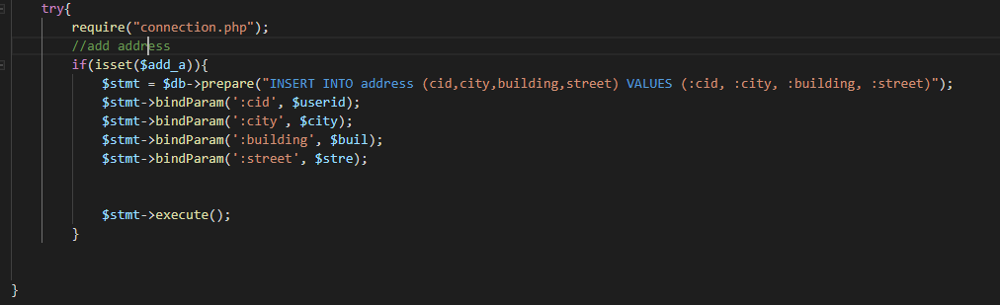 try{
require("connection.php");
//add address
if(isset($add_a)){
$stmt = $db->prepare("INSERT INTO address (cid,city,building,street) VALUES (:cid, :city, :building, :street)");
$stmt->bindParam(':cid', $userid);
$stmt->bindParam(':city', $city);
$stmt->bindParam(':building', $buil);
$stmt->bindParam(':street', $stre);
$stmt->execute();
}
}